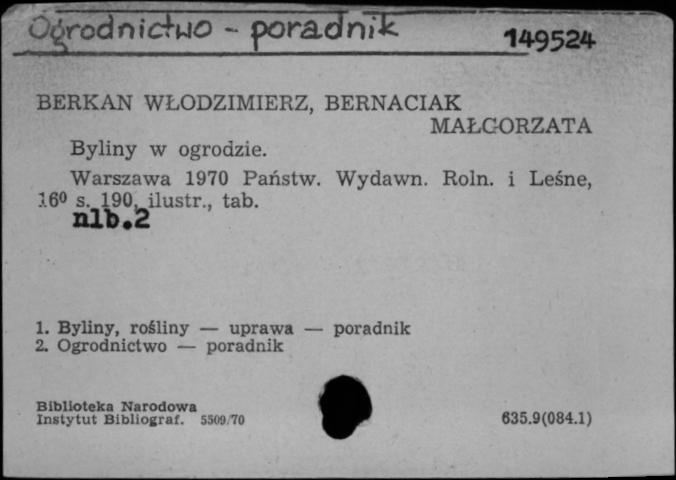 Ogrodnictwo - poradnik
149524
BERKAN WŁODZIMIERZ, BERNACIAK
MAŁGORZATA
Byliny w ogrodzie.
Warszawa 1970 Państw. Wydawn. Roln. i Leśne,
16⁰ s. 190, ilustr., tab.
nlb.2
1. Byliny, rośliny — uprawa — poradnik
2. Ogrodnictwo — poradnik
Biblioteka Narodowa
Instytut Bibliograf. 5509/70
635.9(084.1)